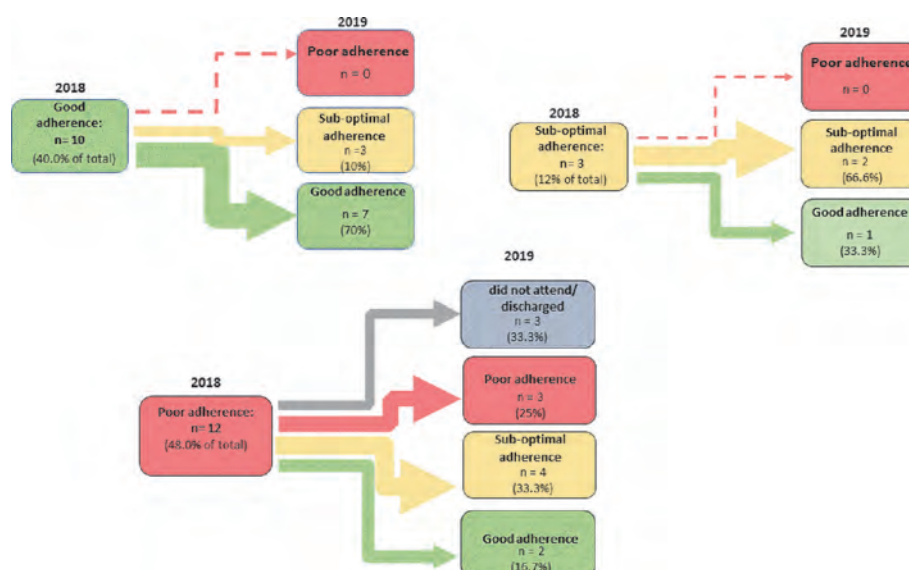 2019
Poor adherence
n = 0
2018
Good
adherence:
n= 10
(40.0% of total)
Sub-optimal
adherence
n =3
(10%)
Good adherence
n = 7
(70%)
2019
Poor adherence
n = 0
2018
Sub-optimal
adherence:
n = 3
(12% of total)
Sub-optimal
adherence
n = 2
(66.6%)
Good adherence
n = 1
(33.3%)
2019
did not attend/
discharged
n = 3
(33.3%)
2018
Poor adherence:
n= 12
(48.0% of total)
Poor adherence
n = 3
(25%)
Sub-optimal
adherence
n = 4
(33.3%)
Good adherence
n = 2
(16.7%)